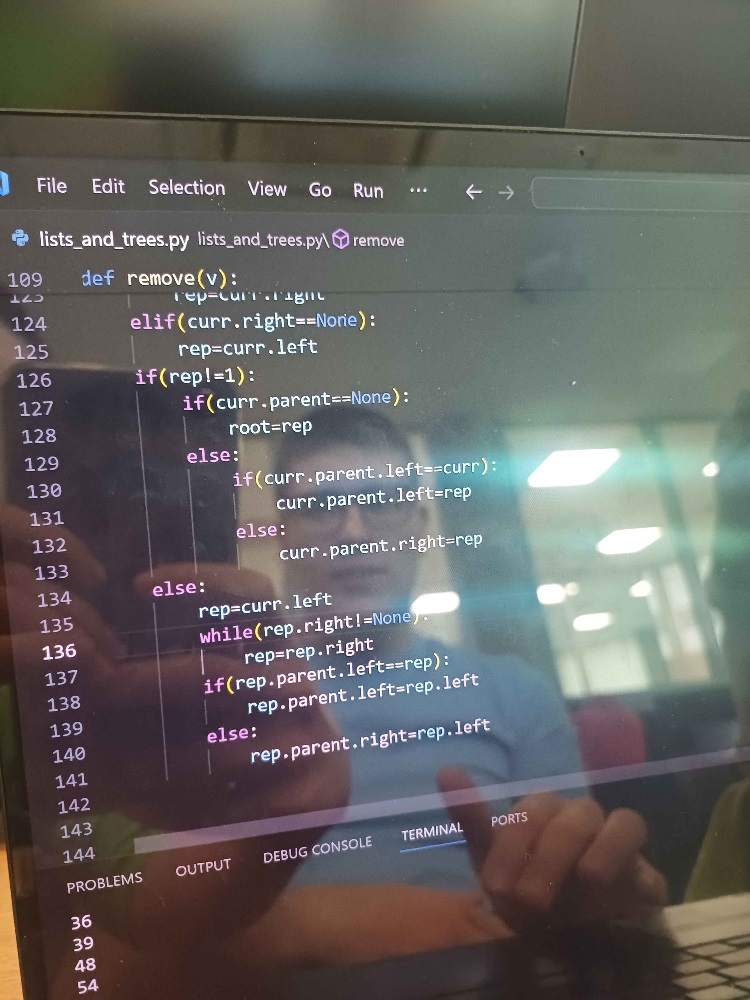 File Edit Selection View Go Run ... ← →
lists_and_trees.py lists_and_trees.py\ remove
109 def remove(v):
123 rep=curr.right
124 elif(curr.right==None):
125 rep=curr.left
126 if(rep!=1):
127 if(curr.parent==None):
128 root=rep
129 else:
130 if(curr.parent.left==curr):
131 curr.parent.left=rep
132 else:
133 curr.parent.right=rep
134 else:
135 rep=curr.left
136 while(rep.right!=None):
137 rep=rep.right
138 if(rep.parent.left==rep):
139 rep.parent.left=rep.left
140 else:
141 rep.parent.right=rep.left
142
143
144
PROBLEMS OUTPUT DEBUG CONSOLE TERMINAL PORTS
36
39
48
54